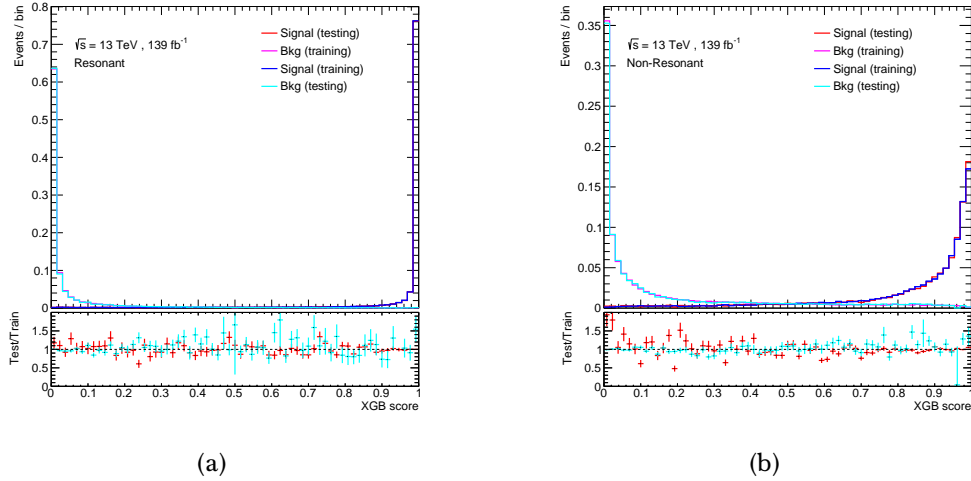 Events / bin
0.8
0.7
0.6
0.5
0.4
0.3
0.2
0.1
0
√s = 13 TeV , 139 fb⁻¹
Resonant
Signal (testing)
Bkg (training)
Signal (training)
Bkg (testing)
Test/Train
1.5
1
0.5
0
0 0.1 0.2 0.3 0.4 0.5 0.6 0.7 0.8 0.9 1
XGB score
(a)
Events / bin
0.35
0.3
0.25
0.2
0.15
0.1
0.05
0
√s = 13 TeV , 139 fb⁻¹
Non-Resonant
Signal (testing)
Bkg (training)
Signal (training)
Bkg (testing)
Test/Train
1.5
1
0.5
0
0 0.1 0.2 0.3 0.4 0.5 0.6 0.7 0.8 0.9 1
XGB score
(b)